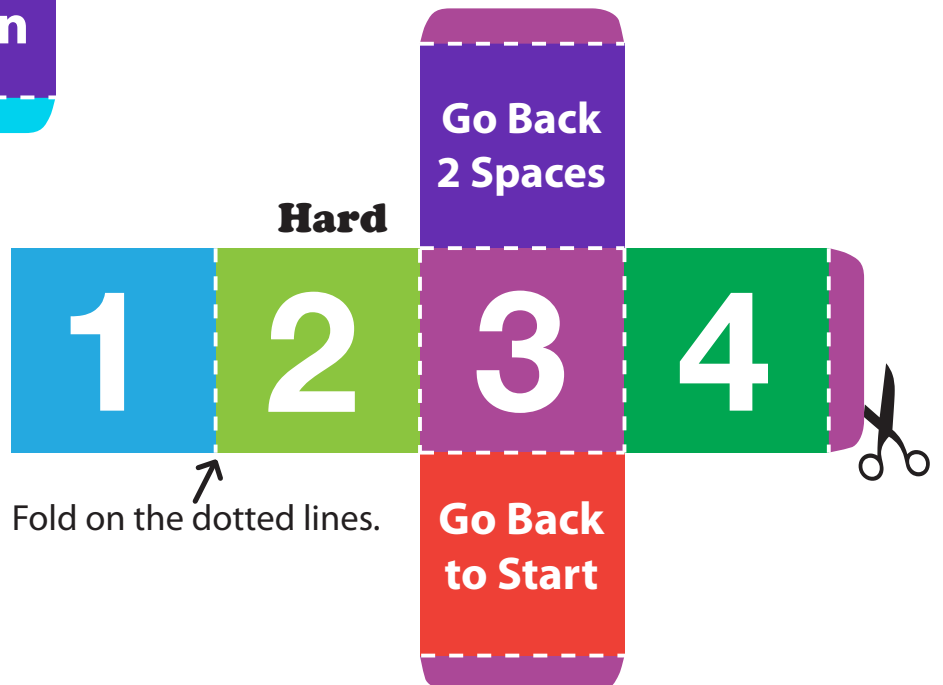 n
Go Back
2 Spaces
Hard
1 2 3 4
Fold on the dotted lines.
Go Back
to Start